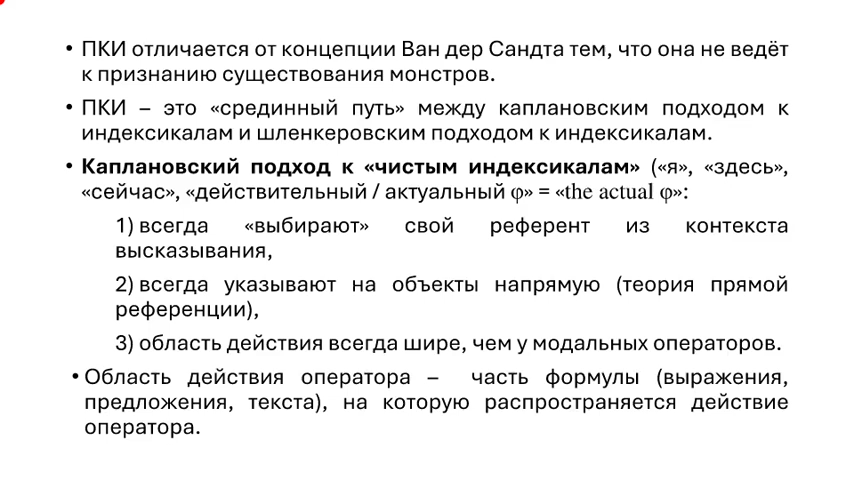 • ПКИ отличается от концепции Ван дер Сандта тем, что она не ведёт
к признанию существования монстров.
• ПКИ – это «срединный путь» между каплановским подходом к
индексикалам и шленкеровским подходом к индексикалам.
• Каплановский подход к «чистым индексикалам» («я», «здесь»,
«сейчас», «действительный / актуальный φ» = «the actual φ»:
1) всегда «выбирают» свой референт из контекста
высказывания,
2) всегда указывают на объекты напрямую (теория прямой
референции),
3) область действия всегда шире, чем у модальных операторов.
• Область действия оператора – часть формулы (выражения,
предложения, текста), на которую распространяется действие
оператора.